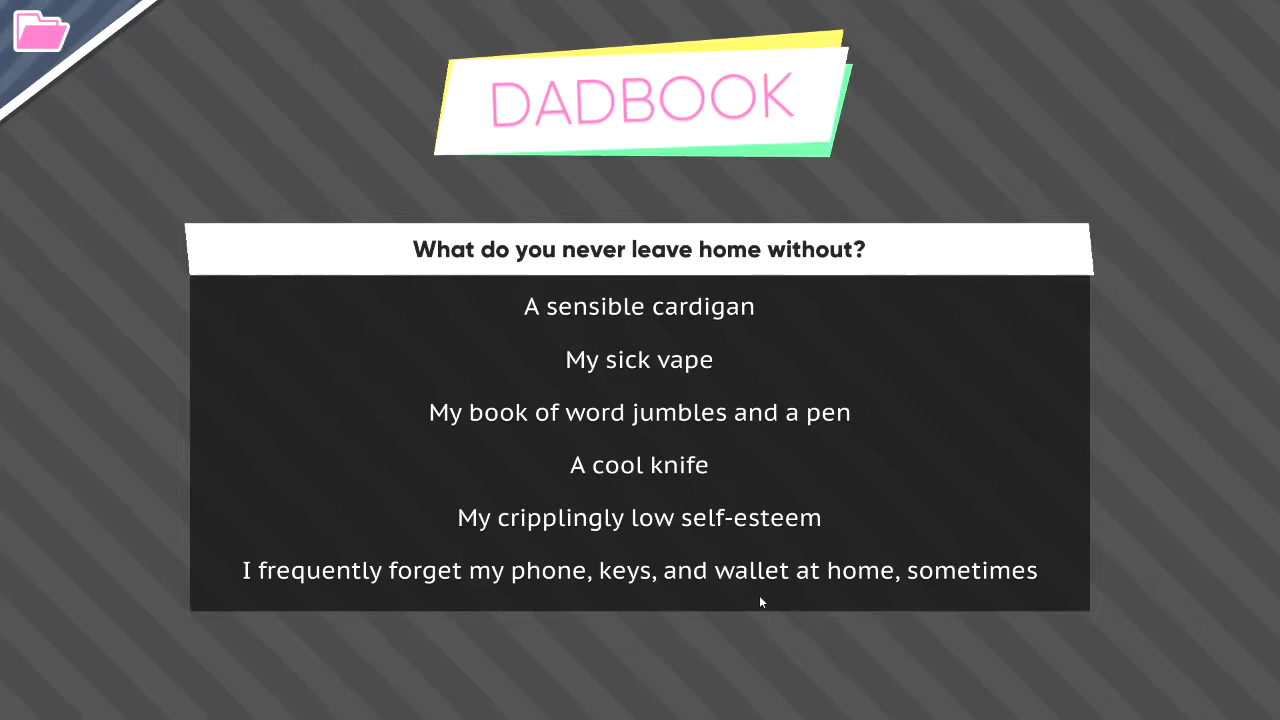 DADBOOK
What do you never leave home without?
A sensible cardigan
My sick vape
My book of word jumbles and a pen
A cool knife
My cripplingly low self-esteem
I frequently forget my phone, keys, and wallet at home, sometimes